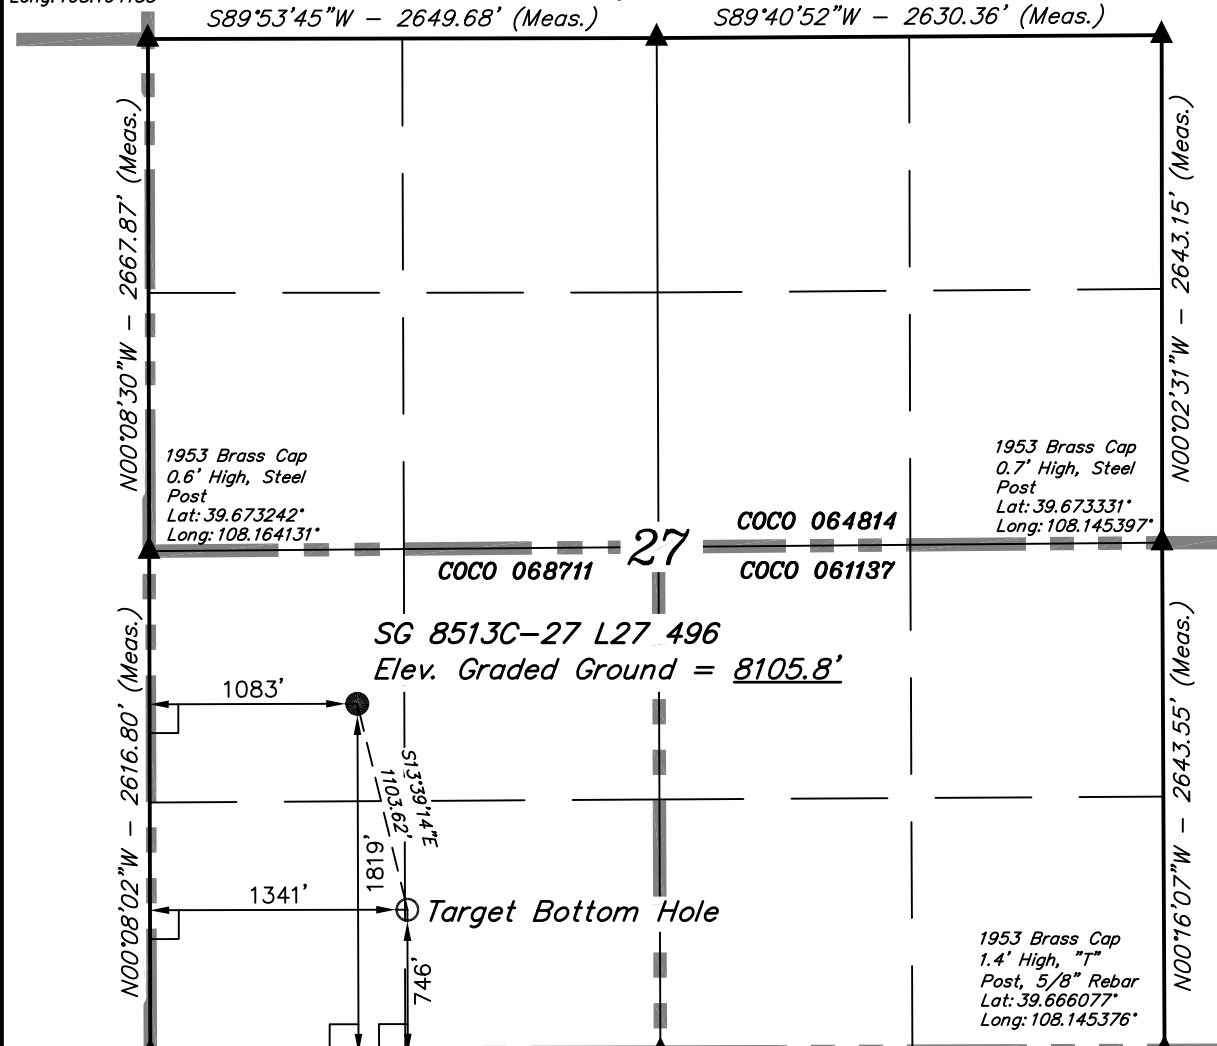 S89°53'45"W - 2649.68' (Meas.)
S89°40'52"W - 2630.36' (Meas.)
N00°08'30"W - 2667.87' (Meas.)
N00°02'31"W - 2643.15' (Meas.)
1953 Brass Cap
0.6' High, Steel
Post
Lat: 39.673242°
Long: 108.164131°
1953 Brass Cap
0.7' High, Steel
Post
Lat: 39.673331°
Long: 108.145397°
COCO 064814
27
COCO 068711
COCO 061137
SG 8513C-27 L27 496
Elev. Graded Ground = 8105.8'
N00°08'02"W - 2616.80' (Meas.)
N00°16'07"W - 2643.55' (Meas.)
1083'
S13°39'14"E
1103.62'
1819'
1341'
Target Bottom Hole
746'
1953 Brass Cap
1.4' High, "T"
Post, 5/8" Rebar
Lat: 39.666077°
Long: 108.145376°